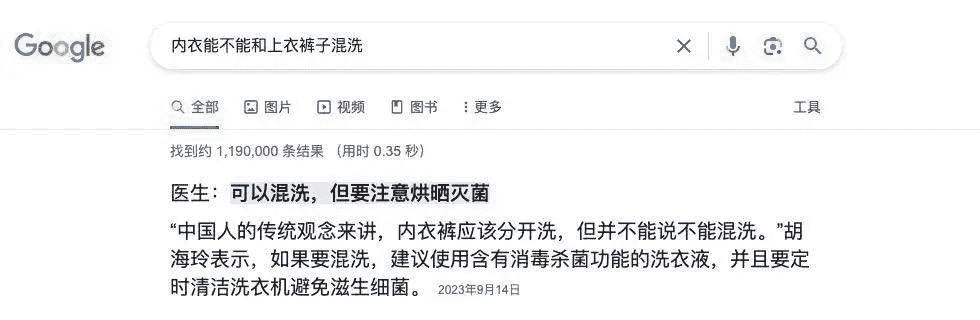 Google 内衣能不能和上衣裤子混洗
全部 图片 视频 图书 更多 工具
找到约 1,190,000 条结果 （用时 0.35 秒）
医生：可以混洗，但要注意烘晒灭菌
“中国人的传统观念来讲，内衣裤应该分开洗，但并不能说不能混洗。”胡
海玲表示，如果要混洗，建议使用含有消毒杀菌功能的洗衣液，并且要定
时清洁洗衣机避免滋生细菌。 2023年9月14日